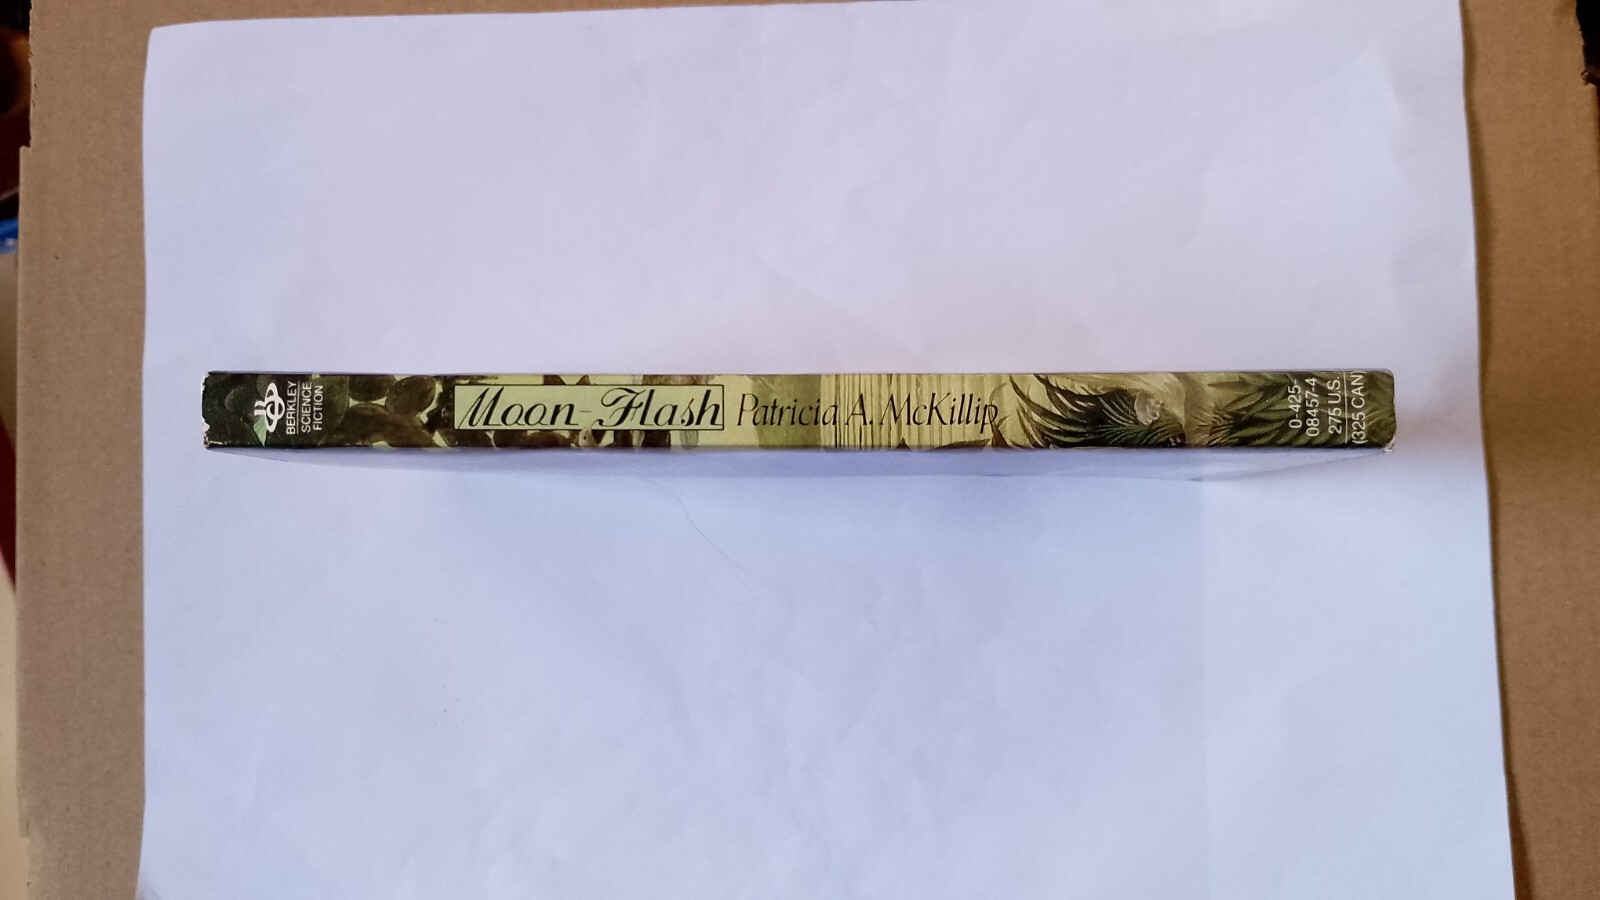 BERKLEY
SCIENCE
FICTION
Moon-Flash
Patricia A. McKillip
0-425-
08457-4
275 U.S.
(325 CAN)